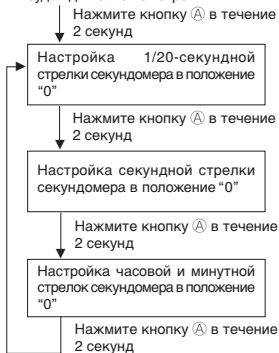 Нажмите кнопку Ⓐ в течение
2 секунд
Настройка 1/20-секундной
стрелки секундомера в положение
“0”
Нажмите кнопку Ⓐ в течение
2 секунд
Настройка секундной стрелки
секундомера в положение “0”
Нажмите кнопку Ⓐ в течение
2 секунд
Настройка часовой и минутной
стрелок секундомера в положение
“0”
Нажмите кнопку Ⓐ в течение
2 секунд